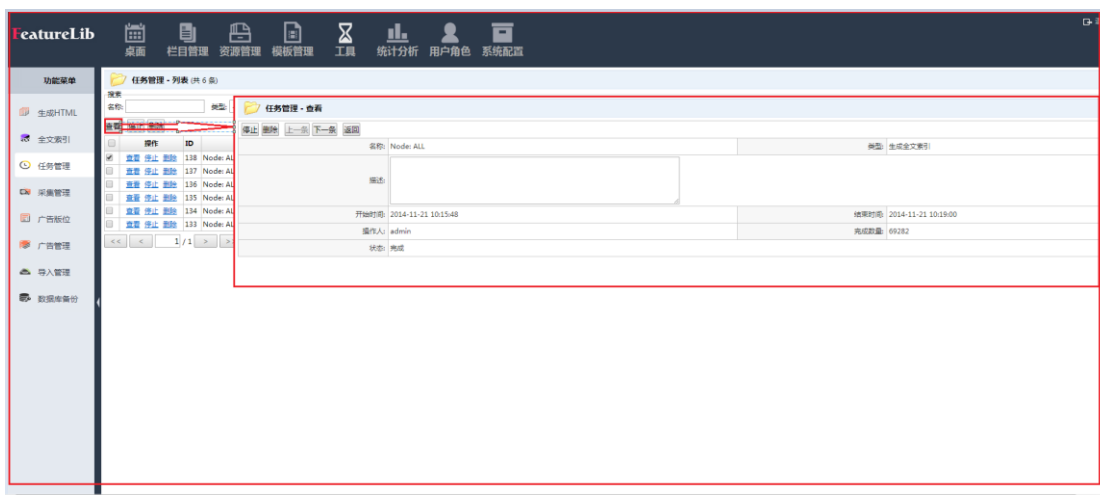 FeatureLib
桌面 栏目管理 资源管理 模板管理 工具 统计分析 用户角色 系统配置
功能菜单
生成HTML
全文索引
任务管理
采集管理
广告版位
广告管理
导入管理
数据库备份
任务管理 - 列表 (共 6 条)
搜索
名称: 类型:
查看 停止 删除
操作 ID
查看 停止 删除 138 Node: AL
查看 停止 删除 137 Node: AL
查看 停止 删除 136 Node: AL
查看 停止 删除 135 Node: AL
查看 停止 删除 134 Node: AL
查看 停止 删除 133 Node: AL
<< < 1 / 1 > >
任务管理 - 查看
停止 删除 上一条 下一条 返回
名称: Node: ALL 类型: 生成全文索引
描述:
开始时间: 2014-11-21 10:15:48 结束时间: 2014-11-21 10:19:00
操作人: admin 完成数量: 69282
状态: 完成